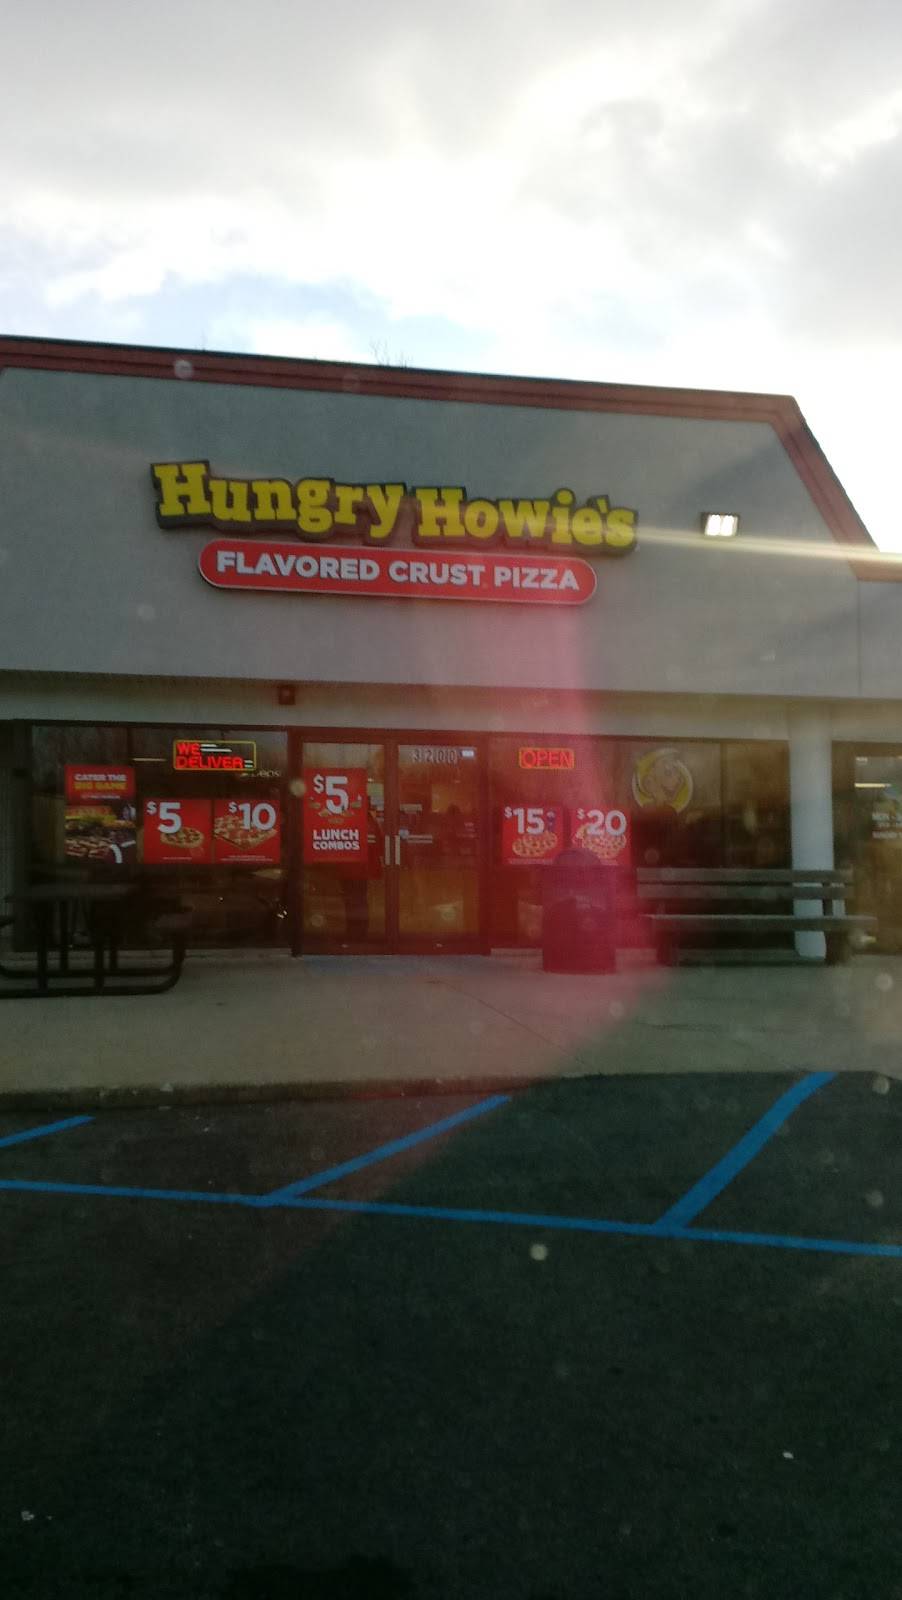 Hungry Howie's
FLAVORED CRUST PIZZA
WE
DELIVER
3200
OPEN
CATER THE
BIG GAME
$5
$10
$5
LUNCH
COMBOS
$15
$20